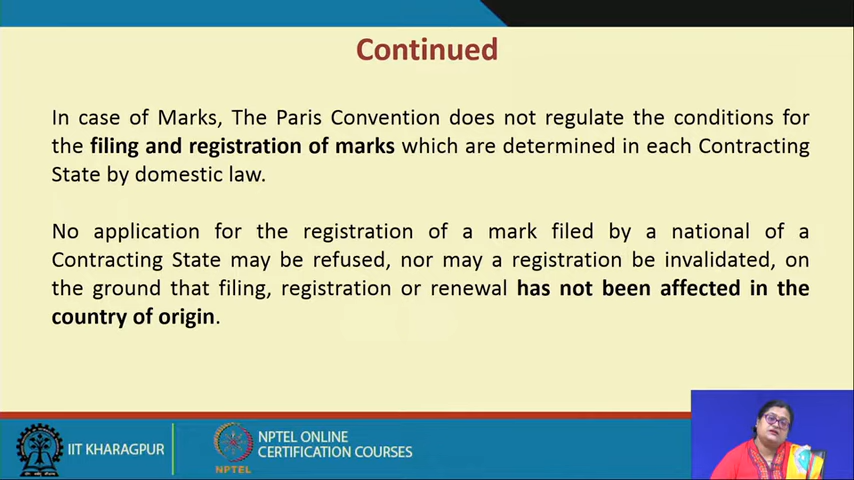 Continued
In case of Marks, The Paris Convention does not regulate the conditions for
the filing and registration of marks which are determined in each Contracting
State by domestic law.
No application for the registration of a mark filed by a national of a
Contracting State may be refused, nor may a registration be invalidated, on
the ground that filing, registration or renewal has not been affected in the
country of origin.
IIT KHARAGPUR
NPTEL
NPTEL ONLINE
CERTIFICATION COURSES